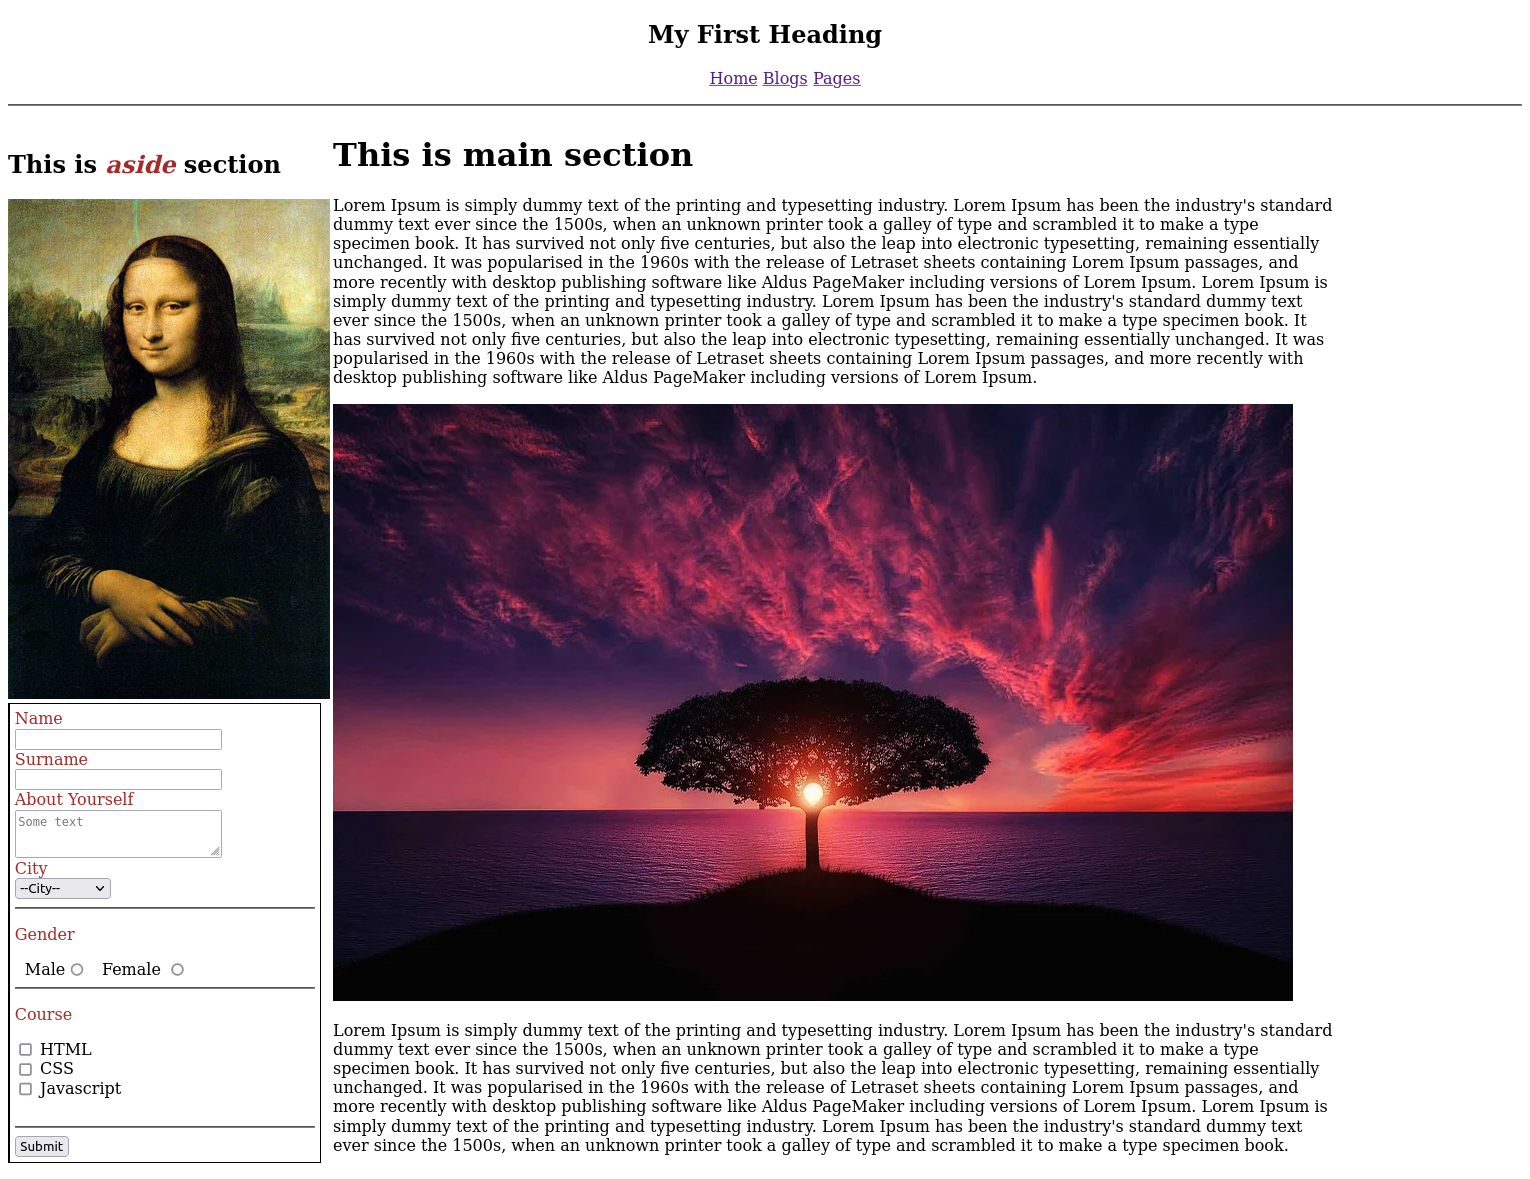 My First Heading
Home Blogs Pages
This is aside section
Name
Surname
About Yourself
Some text
City
--City--
Gender
Male Female
Course
HTML
CSS
Javascript
Submit
This is main section
Lorem Ipsum is simply dummy text of the printing and typesetting industry. Lorem Ipsum has been the industry's standard
dummy text ever since the 1500s, when an unknown printer took a galley of type and scrambled it to make a type
specimen book. It has survived not only five centuries, but also the leap into electronic typesetting, remaining essentially
unchanged. It was popularised in the 1960s with the release of Letraset sheets containing Lorem Ipsum passages, and
more recently with desktop publishing software like Aldus PageMaker including versions of Lorem Ipsum. Lorem Ipsum is
simply dummy text of the printing and typesetting industry. Lorem Ipsum has been the industry's standard dummy text
ever since the 1500s, when an unknown printer took a galley of type and scrambled it to make a type specimen book. It
has survived not only five centuries, but also the leap into electronic typesetting, remaining essentially unchanged. It was
popularised in the 1960s with the release of Letraset sheets containing Lorem Ipsum passages, and more recently with
desktop publishing software like Aldus PageMaker including versions of Lorem Ipsum.
Lorem Ipsum is simply dummy text of the printing and typesetting industry. Lorem Ipsum has been the industry's standard
dummy text ever since the 1500s, when an unknown printer took a galley of type and scrambled it to make a type
specimen book. It has survived not only five centuries, but also the leap into electronic typesetting, remaining essentially
unchanged. It was popularised in the 1960s with the release of Letraset sheets containing Lorem Ipsum passages, and
more recently with desktop publishing software like Aldus PageMaker including versions of Lorem Ipsum. Lorem Ipsum is
simply dummy text of the printing and typesetting industry. Lorem Ipsum has been the industry's standard dummy text
ever since the 1500s, when an unknown printer took a galley of type and scrambled it to make a type specimen book.